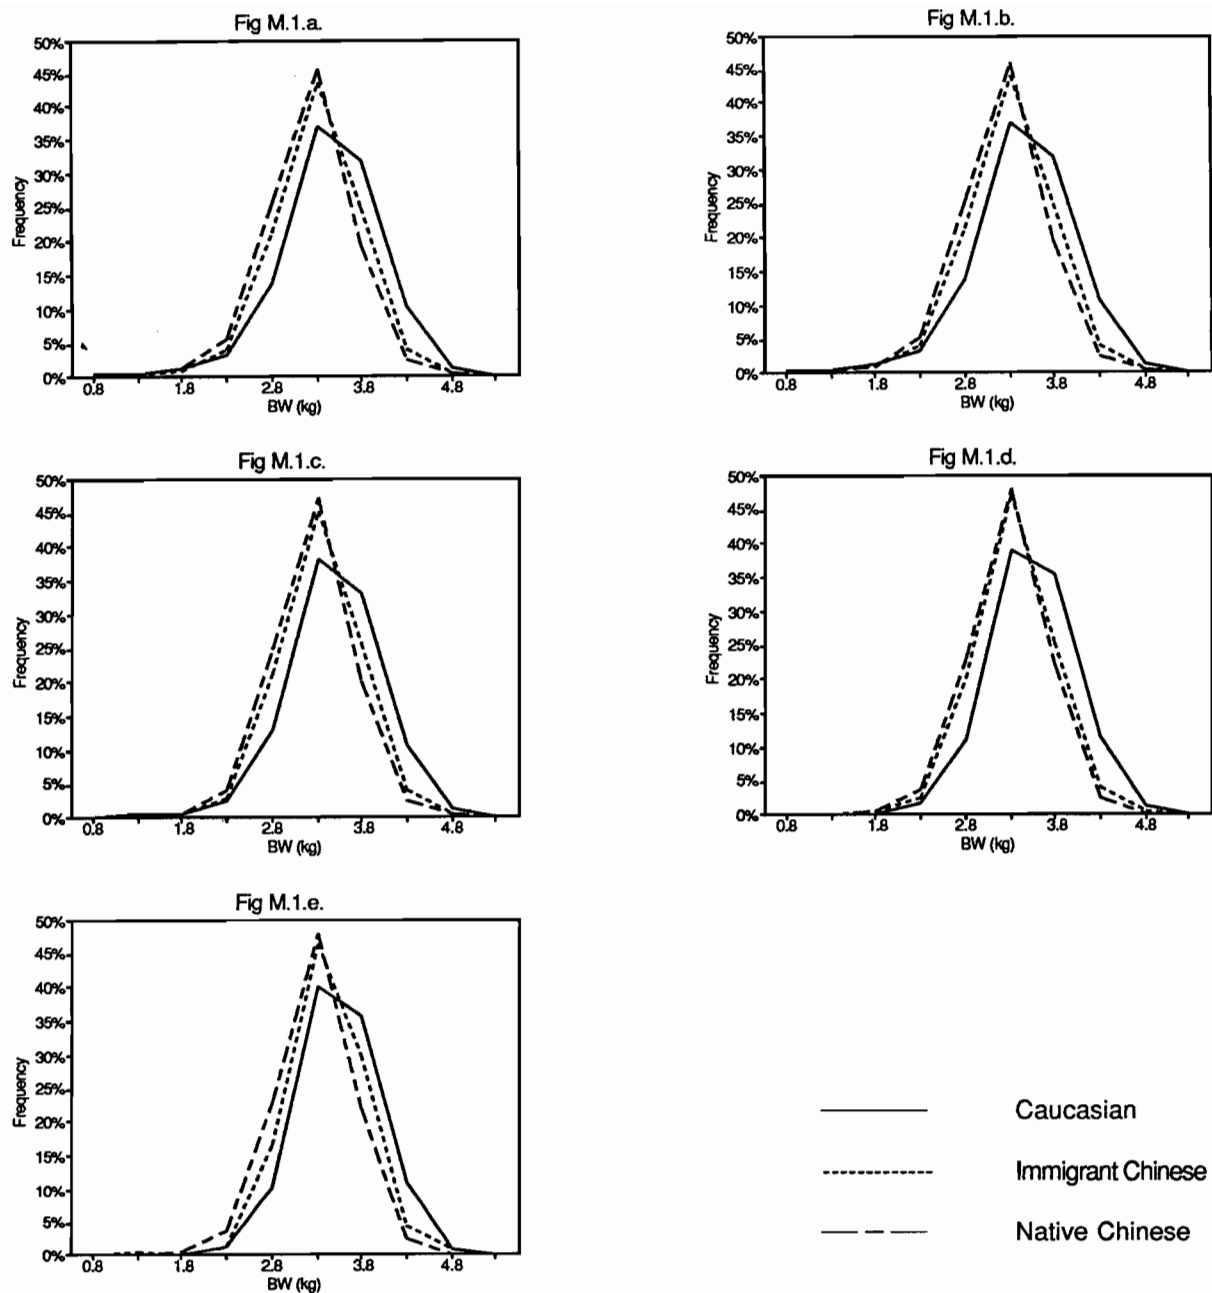 Fig M.1.a.
50%
45%
40%
35%
30%
25%
20%
15%
10%
5%
0%
Frequency
0.8 1.8 2.8 3.8 4.8
BW (kg)
Fig M.1.b.
50%
45%
40%
35%
30%
25%
20%
15%
10%
5%
0%
Frequency
0.8 1.8 2.8 3.8 4.8
BW (kg)
Fig M.1.c.
50%
45%
40%
35%
30%
25%
20%
15%
10%
5%
0%
Frequency
0.8 1.8 2.8 3.8 4.8
BW (kg)
Fig M.1.d.
50%
45%
40%
35%
30%
25%
20%
15%
10%
5%
0%
Frequency
0.8 1.8 2.8 3.8 4.8
BW (kg)
Fig M.1.e.
50%
45%
40%
35%
30%
25%
20%
15%
10%
5%
0%
Frequency
0.8 1.8 2.8 3.8 4.8
BW (kg)
Caucasian
Immigrant Chinese
Native Chinese